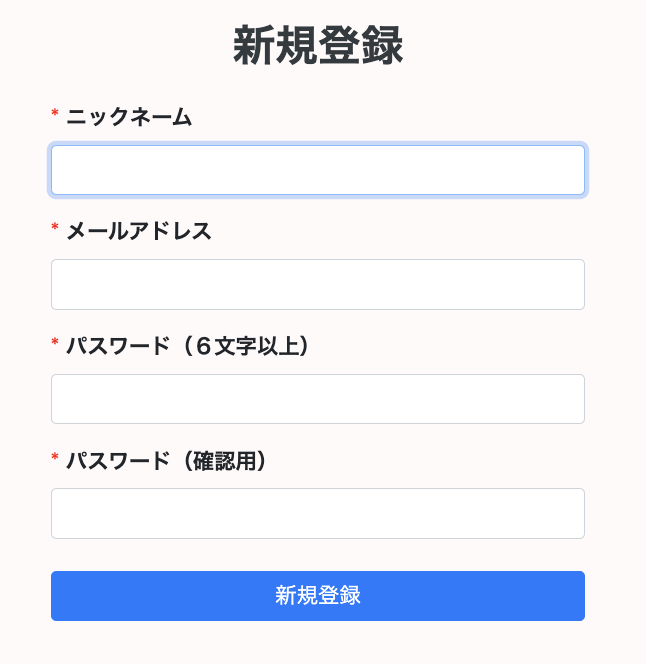 新規登録
* ニックネーム
* メールアドレス
* パスワード（６文字以上）
* パスワード（確認用）
新規登録